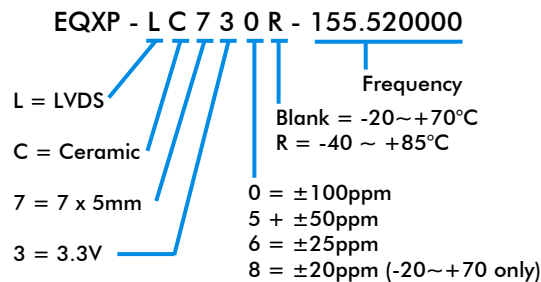 EQXP - L C 7 3 0 R - 155.520000
Frequency
L = LVDS
Blank = -20~+70°C
R = -40 ~ +85°C
C = Ceramic
7 = 7 x 5mm
0 = ±100ppm
5 + ±50ppm
6 = ±25ppm
3 = 3.3V
8 = ±20ppm (-20~+70 only)